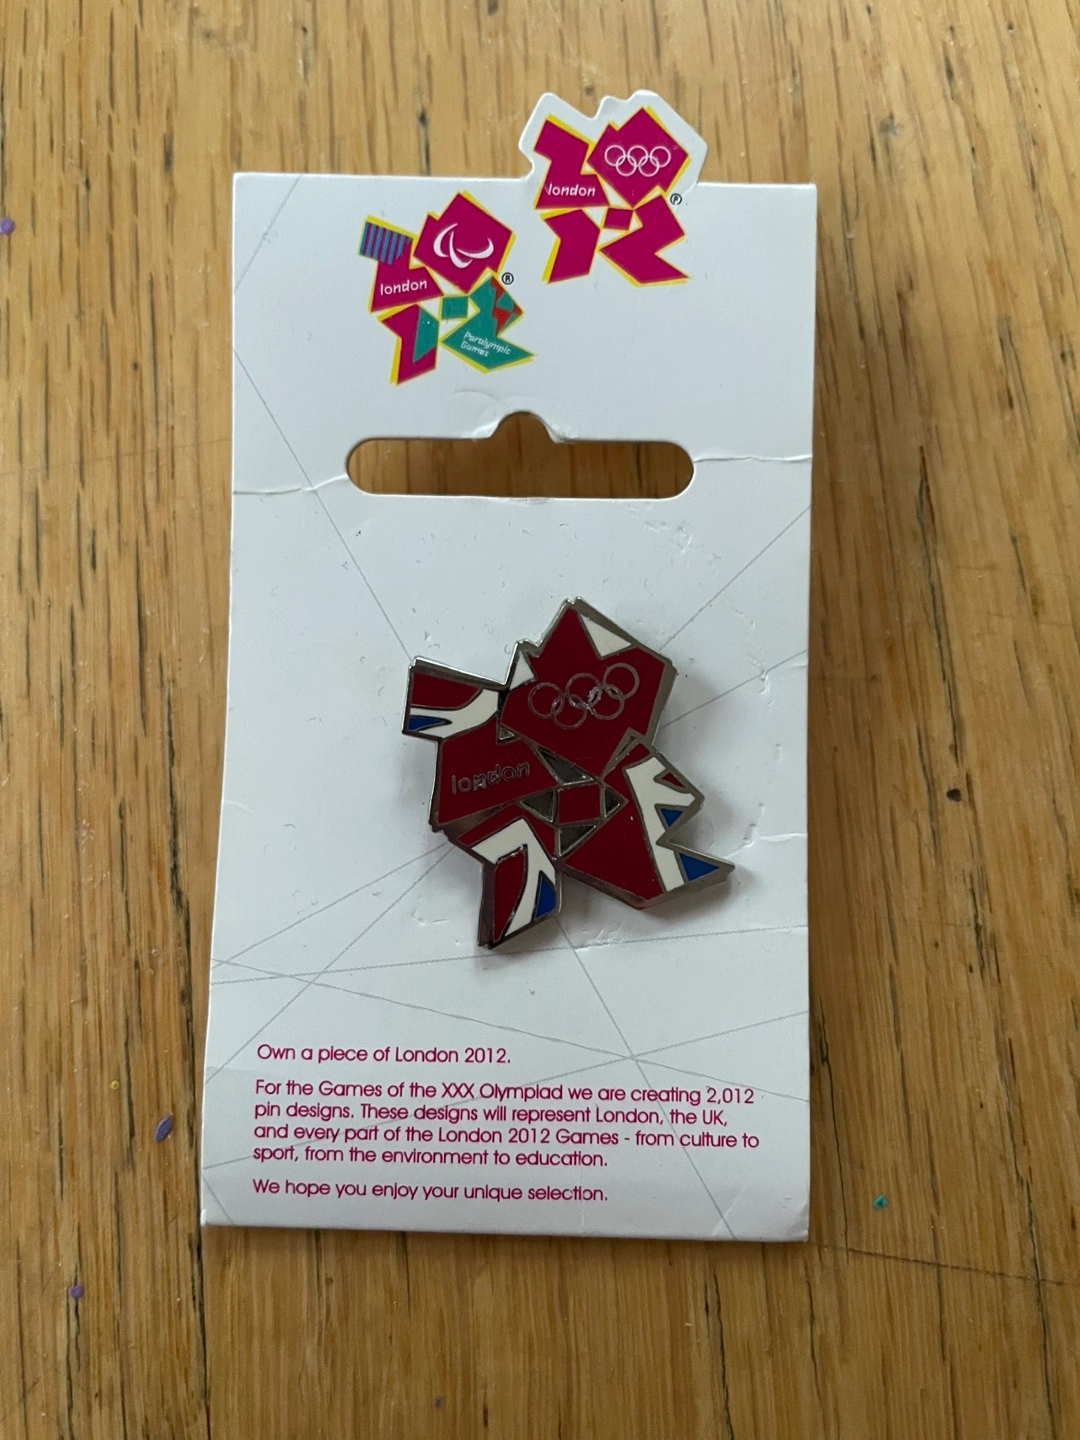 london
®
london
®
Paralympic
Games
london
Own a piece of London 2012.
For the Games of the XXX Olympiad we are creating 2,012
pin designs. These designs will represent London, the UK,
and every part of the London 2012 Games - from culture to
sport, from the environment to education.
We hope you enjoy your unique selection.